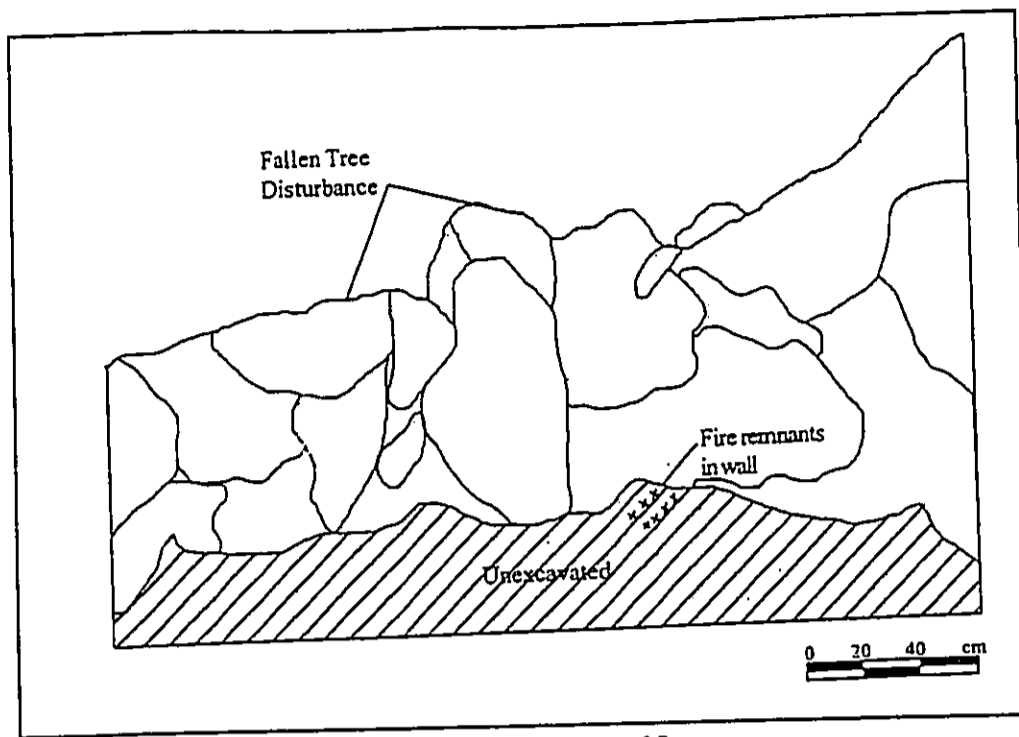 Fallen Tree
Disturbance
Fire remnants
in wall
Unexcavated
0 20 40 cm